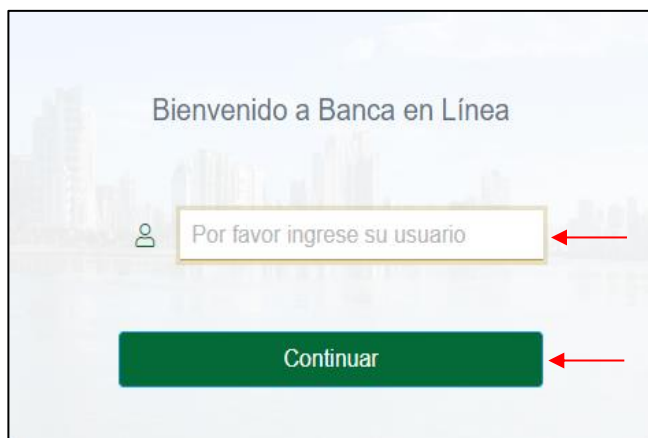 Bienvenido a Banca en Línea
Por favor ingrese su usuario
Continuar